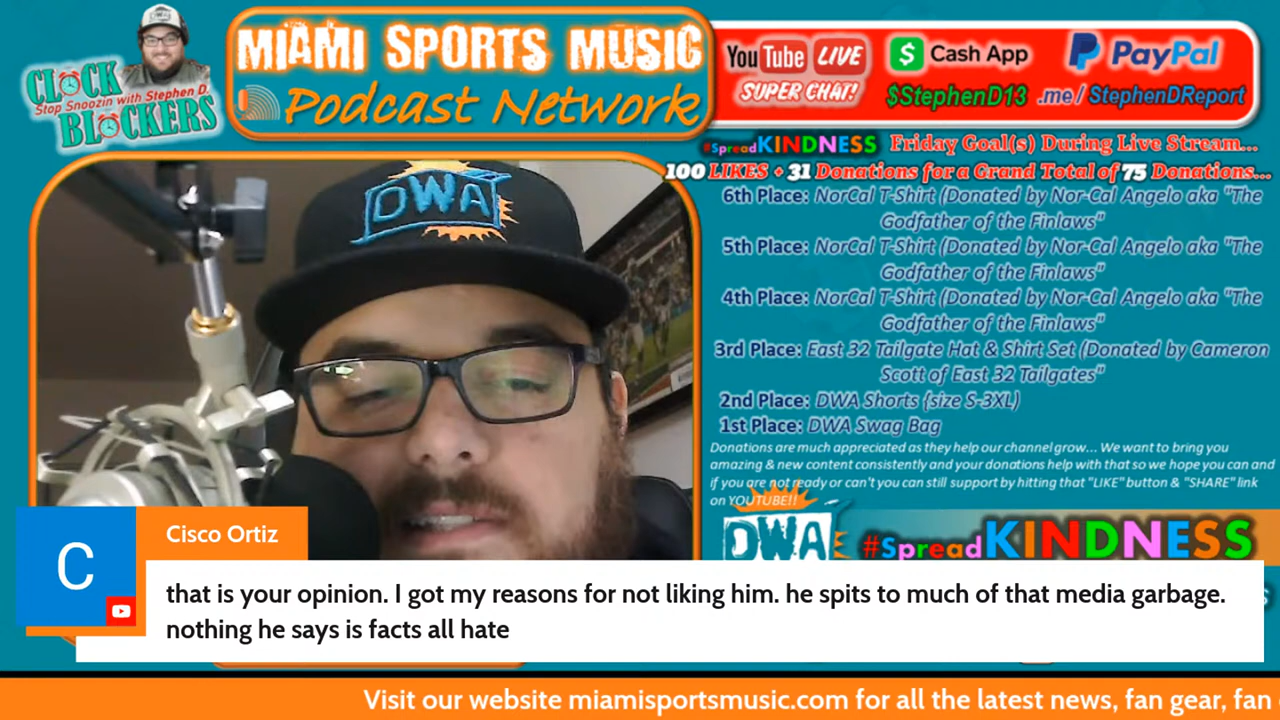 DWA
CLOCK
Stop Snoozin with Stephen D.
BLOCKERS
MIAMI SPORTS MUSIC
Podcast Network
YouTube LIVE
SUPER CHAT!
$ Cash App
$StephenD13
PayPal
.me/StephenDReport
#SpreadKINDNESS Friday Goal(s) During Live Stream...
100 LIKES + 31 Donations for a Grand Total of 75 Donations...
6th Place: NorCal T-Shirt (Donated by Nor-Cal Angelo aka "The
Godfather of the Finlaws"
5th Place: NorCal T-Shirt (Donated by Nor-Cal Angelo aka "The
Godfather of the Finlaws"
4th Place: NorCal T-Shirt (Donated by Nor-Cal Angelo aka "The
Godfather of the Finlaws"
3rd Place: East 32 Tailgate Hat & Shirt Set (Donated by Cameron
Scott of East 32 Tailgates"
2nd Place: DWA Shorts (size S-3XL)
1st Place: DWA Swag Bag
Donations are much appreciated as they help our channel grow... We want to bring you
amazing & new content consistently and your donations help with that so we hope you can and
if you are not ready or can't you can still support by hitting that "LIKE" button & "SHARE" link
on YOUTUBE!!
DWA
DWA
#SpreadKINDNESS
C
Cisco Ortiz
that is your opinion. I got my reasons for not liking him. he spits to much of that media garbage.
nothing he says is facts all hate
Visit our website miamisportsmusic.com for all the latest news, fan gear, fan